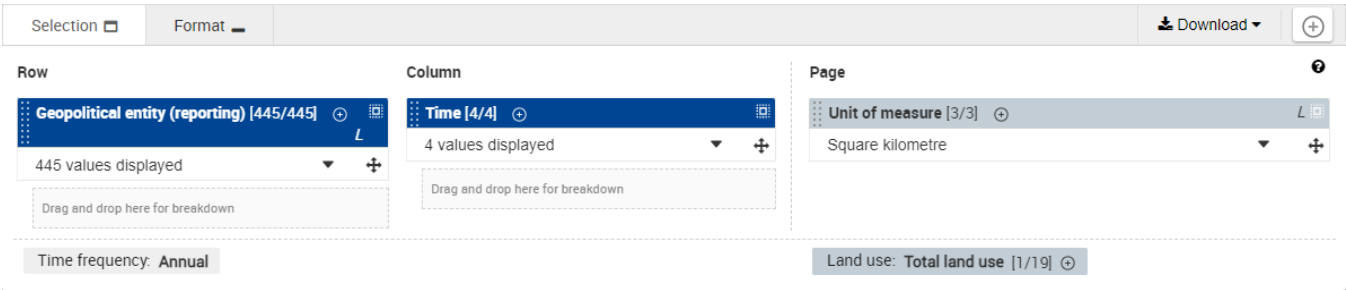 Selection
Format
Download
Row
Column
Page
Geopolitical entity (reporting) [445/445]
L
445 values displayed
Drag and drop here for breakdown
Time [4/4]
4 values displayed
Drag and drop here for breakdown
Unit of measure [3/3]
L
Square kilometre
Time frequency: Annual
Land use: Total land use [1/19]